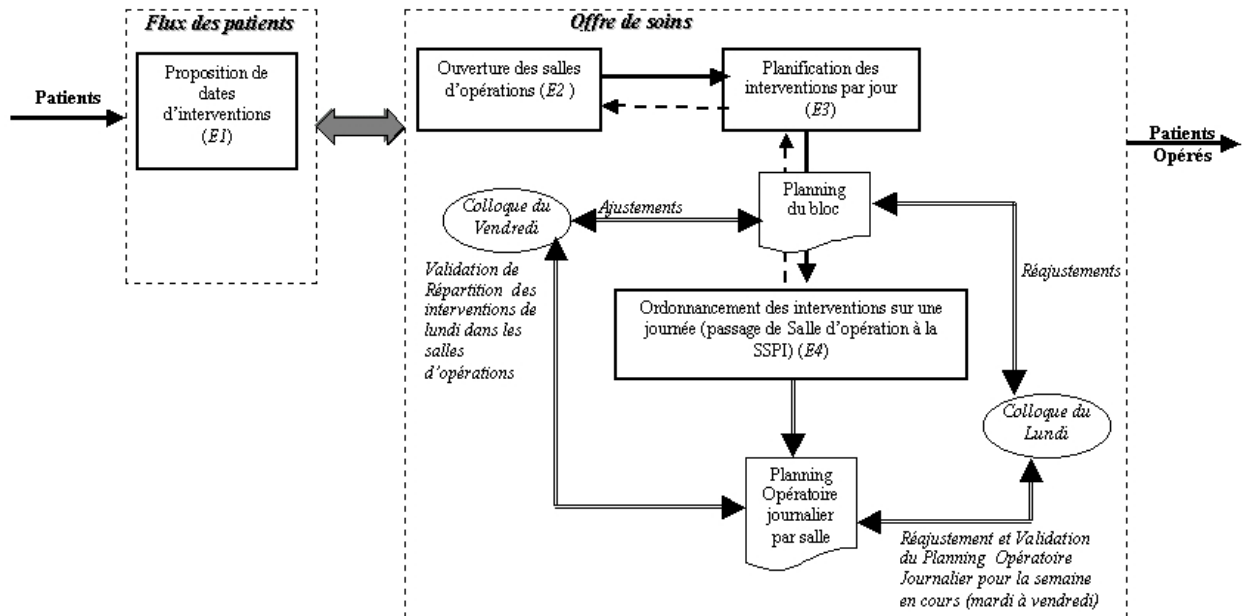 Flux des patients
Offre de soins
Patients
Proposition de
dates
d'interventions
(E1)
Ouverture des salles
d'opérations (E2 )
Planification des
interventions par jour
(E3)
Patients
Opérés
Planning
du bloc
Colloque du
Vendredi
Ajustements
Réajustements
Validation de
Répartition des
interventions de
lundi dans les
salles
d'opérations
Ordonnancement des interventions sur une
journée (passage de Salle d'opération à la
SSPI) (E4)
Colloque du
Lundi
Planning
Opératoire
journalier
par salle
Réajustement et Validation
du Planning Opératoire
Journalier pour la semaine
en cours (mardi à vendredi)